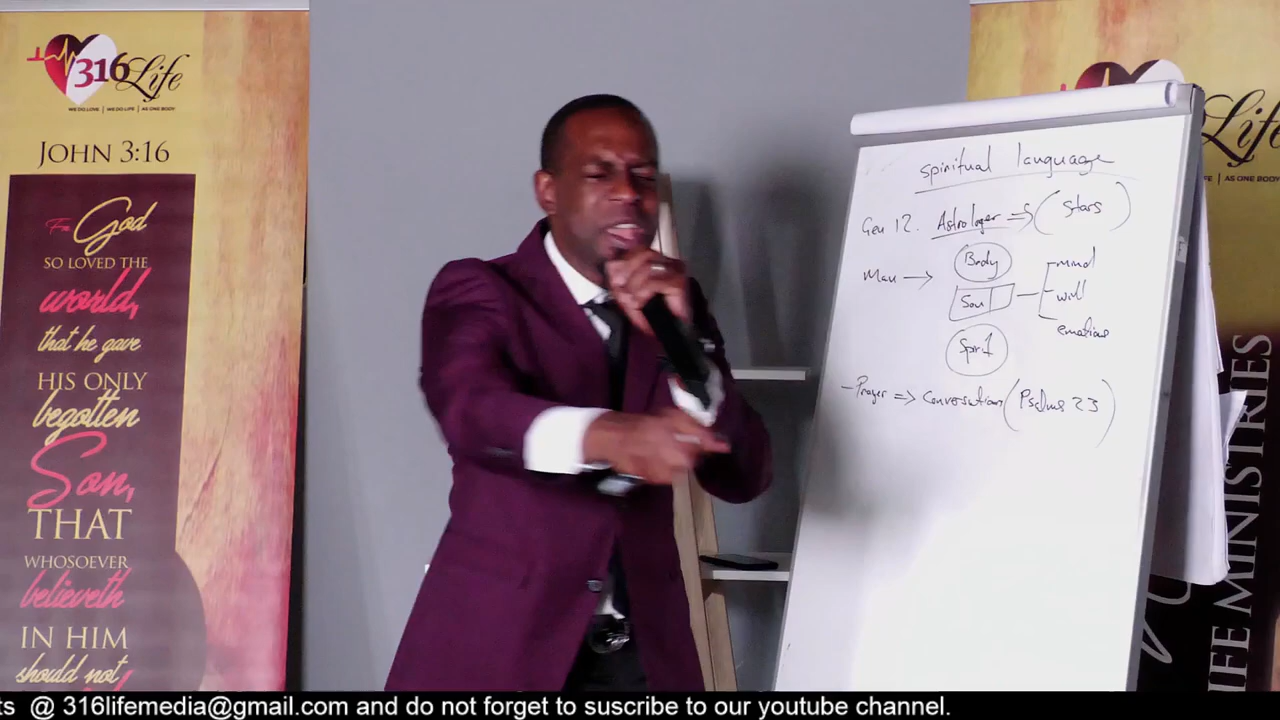 316Life
WE DO LOVE | WE DO LIFE | AS ONE BODY
JOHN 3:16
For God
SO LOVED THE
world,
that he gave
HIS ONLY
begotten
Son,
THAT
WHOSOEVER
believeth
IN HIM
should not
spiritual language
Gen 12. Astrologer => (Stars)
Man → Body
Soul
mind
will
emotions
Spirit
- Prayer => Conversation (Psalms 23)
Life
| AS ONE BODY
IFE MINISTRIES
ts @ 316lifemedia@gmail.com and do not forget to suscribe to our youtube channel.